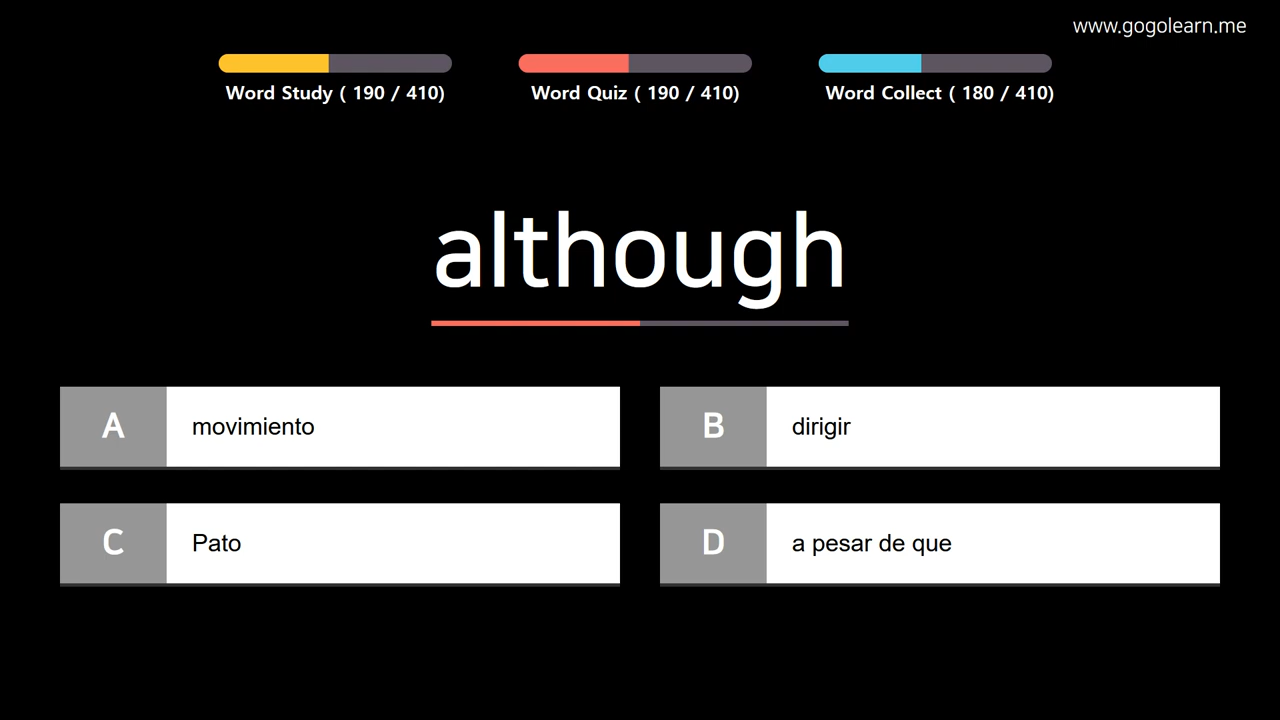 www.gogolearn.me
Word Study ( 190 / 410)
Word Quiz ( 190 / 410)
Word Collect ( 180 / 410)
although
A movimiento
B dirigir
C Pato
D a pesar de que